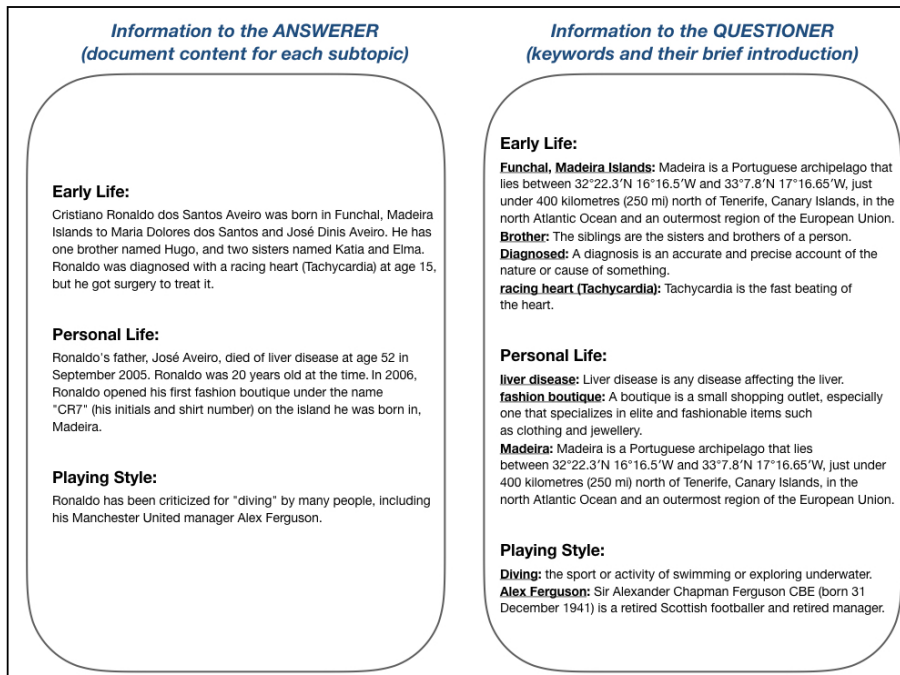 Information to the ANSWERER
(document content for each subtopic)
Early Life:
Cristiano Ronaldo dos Santos Aveiro was born in Funchal, Madeira
Islands to Maria Dolores dos Santos and José Dinis Aveiro. He has
one brother named Hugo, and two sisters named Katia and Elma.
Ronaldo was diagnosed with a racing heart (Tachycardia) at age 15,
but he got surgery to treat it.
Personal Life:
Ronaldo's father, José Aveiro, died of liver disease at age 52 in
September 2005. Ronaldo was 20 years old at the time. In 2006,
Ronaldo opened his first fashion boutique under the name
"CR7" (his initials and shirt number) on the island he was born in,
Madeira.
Playing Style:
Ronaldo has been criticized for "diving" by many people, including
his Manchester United manager Alex Ferguson.
Information to the QUESTIONER
(keywords and their brief introduction)
Early Life:
Funchal, Madeira Islands: Madeira is a Portuguese archipelago that
lies between 32°22.3′N 16°16.5′W and 33°7.8′N 17°16.65′W, just
under 400 kilometres (250 mi) north of Tenerife, Canary Islands, in the
north Atlantic Ocean and an outermost region of the European Union.
Brother: The siblings are the sisters and brothers of a person.
Diagnosed: A diagnosis is an accurate and precise account of the
nature or cause of something.
racing heart (Tachycardia): Tachycardia is the fast beating of
the heart.
Personal Life:
liver disease: Liver disease is any disease affecting the liver.
fashion boutique: A boutique is a small shopping outlet, especially
one that specializes in elite and fashionable items such
as clothing and jewellery.
Madeira: Madeira is a Portuguese archipelago that lies
between 32°22.3′N 16°16.5′W and 33°7.8′N 17°16.65′W, just under
400 kilometres (250 mi) north of Tenerife, Canary Islands, in the
north Atlantic Ocean and an outermost region of the European Union.
Playing Style:
Diving: the sport or activity of swimming or exploring underwater.
Alex Ferguson: Sir Alexander Chapman Ferguson CBE (born 31
December 1941) is a retired Scottish footballer and retired manager.